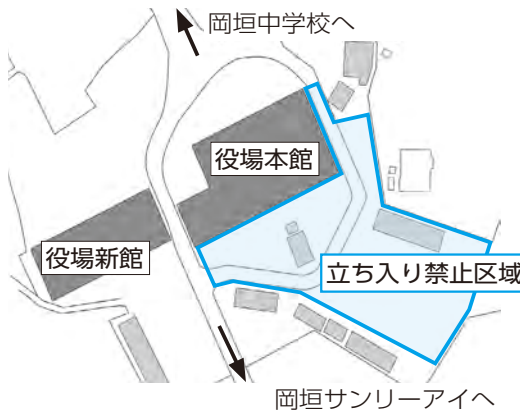 岡垣中学校へ
役場本館
役場新館
立ち入り禁止区域
岡垣サンリーアイへ